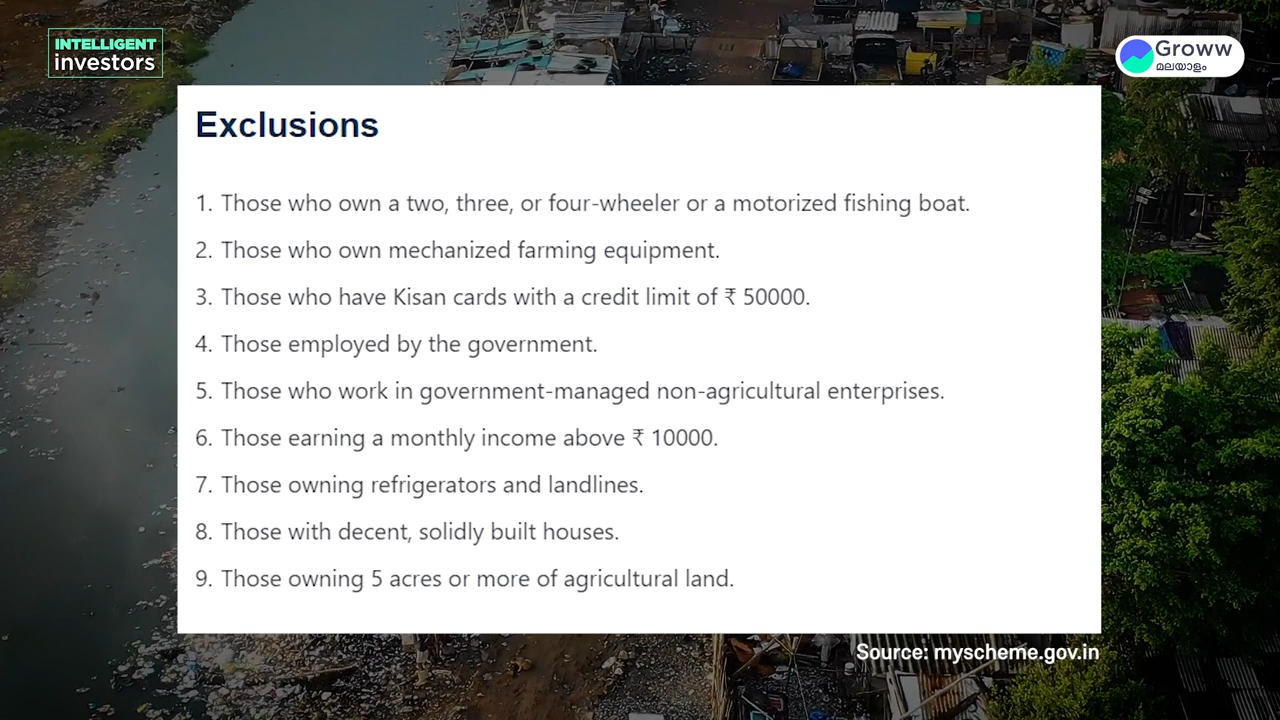 INTELLIGENT
investors
Groww
മലയാളം
Exclusions
1. Those who own a two, three, or four-wheeler or a motorized fishing boat.
2. Those who own mechanized farming equipment.
3. Those who have Kisan cards with a credit limit of ₹ 50000.
4. Those employed by the government.
5. Those who work in government-managed non-agricultural enterprises.
6. Those earning a monthly income above ₹ 10000.
7. Those owning refrigerators and landlines.
8. Those with decent, solidly built houses.
9. Those owning 5 acres or more of agricultural land.
Source: myscheme.gov.in